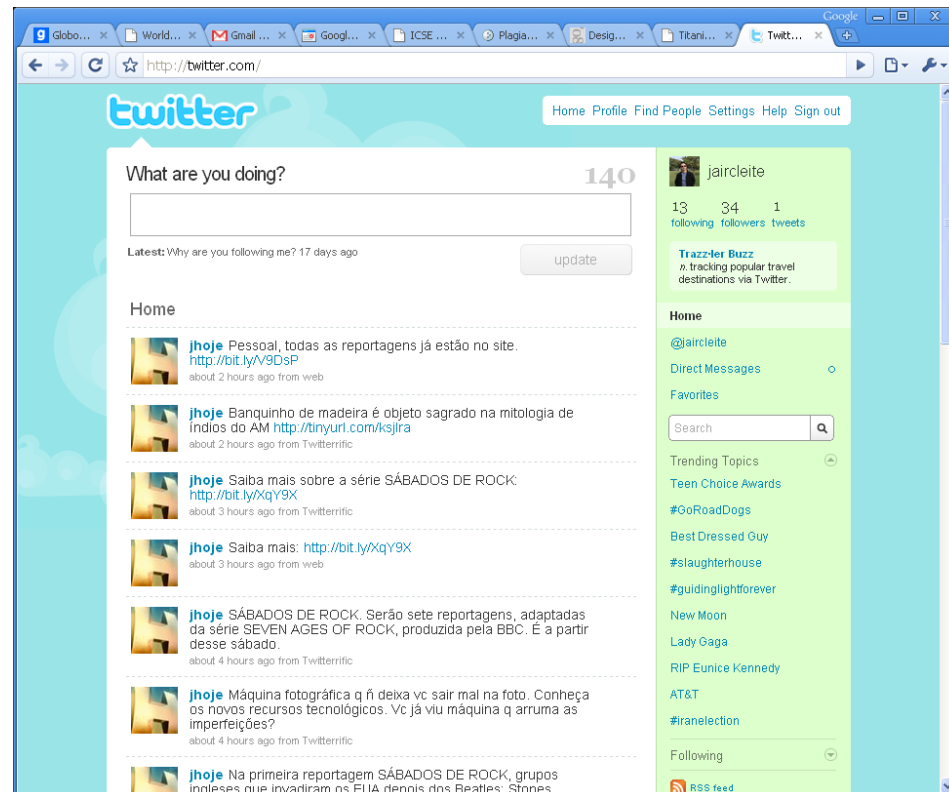 Google
Globo...
World...
Gmail ...
Googl...
ICSE ...
Plagia...
Desig...
Titani...
Twitt...
http://twitter.com/
twitter
Home Profile Find People Settings Help Sign out
What are you doing?
140
Latest: Why are you following me? 17 days ago
update
Home
jhoje Pessoal, todas as reportagens já estão no site.
http://bit.ly/V9DsP
about 2 hours ago from web
jhoje Banquinho de madeira é objeto sagrado na mitologia de
índios do AM http://tinyurl.com/ksjlra
about 2 hours ago from Twitterrific
jhoje Saiba mais sobre a série SÁBADOS DE ROCK:
http://bit.ly/XqY9X
about 3 hours ago from Twitterrific
jhoje Saiba mais: http://bit.ly/XqY9X
about 3 hours ago from web
jhoje SÁBADOS DE ROCK. Serão sete reportagens, adaptadas
da série SEVEN AGES OF ROCK, produzida pela BBC. É a partir
desse sábado.
about 4 hours ago from Twitterrific
jhoje Máquina fotográfica q ñ deixa vc sair mal na foto. Conheça
os novos recursos tecnológicos. Vc já viu máquina q arruma as
imperfeições?
about 4 hours ago from Twitterrific
jhoje Na primeira reportagem SÁBADOS DE ROCK, grupos
ingleses que invadiram os EUA depois dos Beatles: Stones
jaircleite
13 34 1
following followers tweets
Trazz·ler Buzz
n. tracking popular travel
destinations via Twitter.
Home
@jaircleite
Direct Messages
Favorites
Search
Trending Topics
Teen Choice Awards
#GoRoadDogs
Best Dressed Guy
#slaughterhouse
#guidinglightforever
New Moon
Lady Gaga
RIP Eunice Kennedy
AT&T
#iranelection
Following
RSS feed